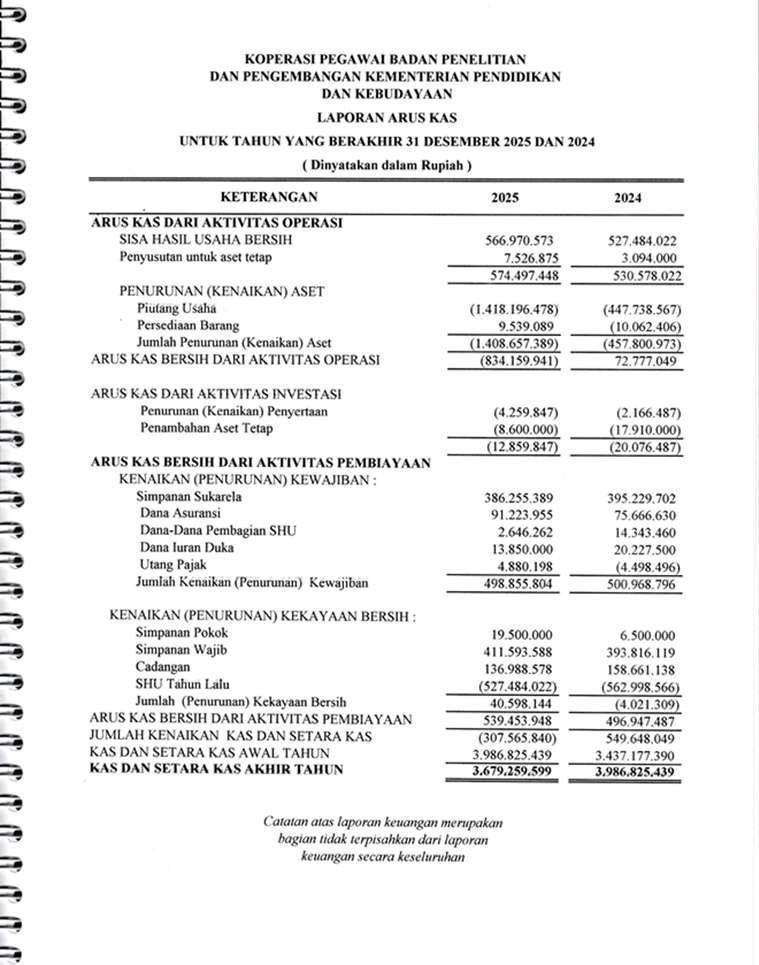 KOPERASI PEGAWAI BADAN PENELITIAN
DAN PENGEMBANGAN KEMENTERIAN PENDIDIKAN
DAN KEBUDAYAAN
LAPORAN ARUS KAS
UNTUK TAHUN YANG BERAKHIR 31 DESEMBER 2025 DAN 2024
( Dinyatakan dalam Rupiah )
KETERANGAN 2025 2024
ARUS KAS DARI AKTIVITAS OPERASI
SISA HASIL USAHA BERSIH 566.970.573 527.484.022
Penyusutan untuk aset tetap 7.526.875 3.094.000
574.497.448 530.578.022
PENURUNAN (KENAIKAN) ASET
Piutang Usaha (1.418.196.478) (447.738.567)
Persediaan Barang 9.539.089 (10.062.406)
Jumlah Penurunan (Kenaikan) Aset (1.408.657.389) (457.800.973)
ARUS KAS BERSIH DARI AKTIVITAS OPERASI (834.159.941) 72.777.049
ARUS KAS DARI AKTIVITAS INVESTASI
Penurunan (Kenaikan) Penyertaan (4.259.847) (2.166.487)
Penambahan Aset Tetap (8.600.000) (17.910.000)
(12.859.847) (20.076.487)
ARUS KAS BERSIH DARI AKTIVITAS PEMBIAYAAN
KENAIKAN (PENURUNAN) KEWAJIBAN :
Simpanan Sukarela 386.255.389 395.229.702
Dana Asuransi 91.223.955 75.666.630
Dana-Dana Pembagian SHU 2.646.262 14.343.460
Dana Iuran Duka 13.850.000 20.227.500
Utang Pajak 4.880.198 (4.498.496)
Jumlah Kenaikan (Penurunan) Kewajiban 498.855.804 500.968.796
KENAIKAN (PENURUNAN) KEKAYAAN BERSIH :
Simpanan Pokok 19.500.000 6.500.000
Simpanan Wajib 411.593.588 393.816.119
Cadangan 136.988.578 158.661.138
SHU Tahun Lalu (527.484.022) (562.998.566)
Jumlah (Penurunan) Kekayaan Bersih 40.598.144 (4.021.309)
ARUS KAS BERSIH DARI AKTIVITAS PEMBIAYAAN 539.453.948 496.947.487
JUMLAH KENAIKAN KAS DAN SETARA KAS (307.565.840) 549.648.049
KAS DAN SETARA KAS AWAL TAHUN 3.986.825.439 3.437.177.390
KAS DAN SETARA KAS AKHIR TAHUN 3.679.259.599 3.986.825.439
Catatan atas laporan keuangan merupakan
bagian tidak terpisahkan dari laporan
keuangan secara keseluruhan